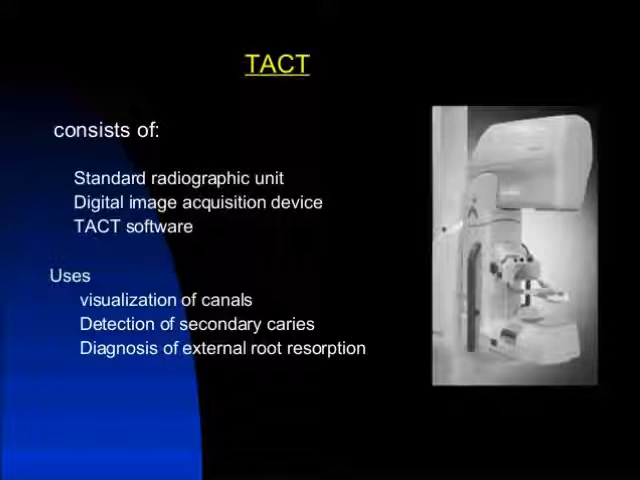 TACT
consists of:
Standard radiographic unit
Digital image acquisition device
TACT software
Uses
visualization of canals
Detection of secondary caries
Diagnosis of external root resorption